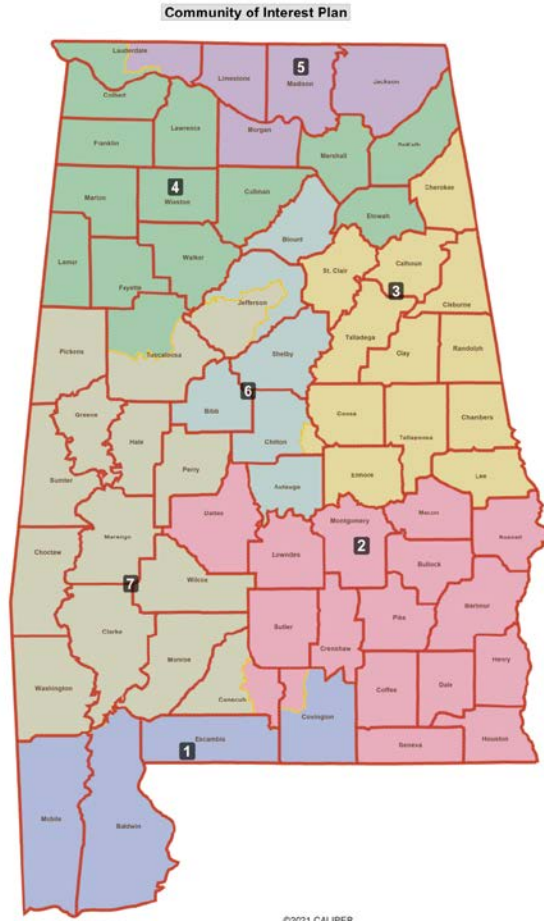 Community of Interest Plan
Lauderdale
Limestone
5
Madison
Jackson
Colbert
Franklin
Lawrence
Morgan
Marshall
DeKalb
Cherokee
Marion
4
Winston
Cullman
Etowah
Blount
Lamar
Fayette
Walker
Jefferson
St. Clair
Calhoun
3
Cleburne
Pickens
Tuscaloosa
Shelby
Talladega
Clay
Randolph
6
Bibb
Greene
Hale
Perry
Chilton
Coosa
Tallapoosa
Chambers
Sumter
Autauga
Elmore
Lee
Dallas
Marengo
Choctaw
Lowndes
Montgomery
2
Macon
Russell
Bullock
7
Wilcox
Clarke
Butler
Crenshaw
Pike
Barbour
Washington
Monroe
Conecuh
Covington
Coffee
Dale
Henry
Escambia
1
Geneva
Houston
Mobile
Baldwin
©2021 CALIPER